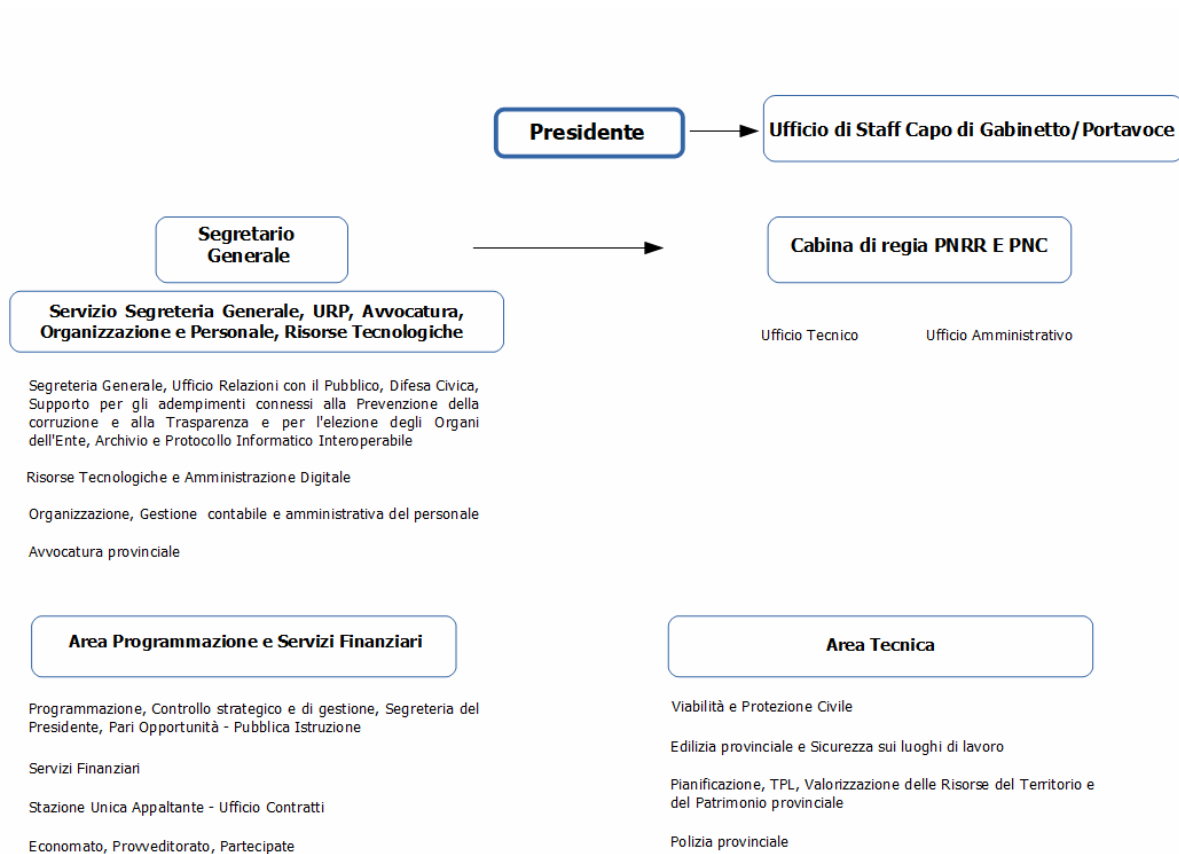 Presidente
Ufficio di Staff Capo di Gabinetto/Portavoce
Segretario
Generale
Cabina di regia PNRR E PNC
Servizio Segreteria Generale, URP, Avvocatura,
Organizzazione e Personale, Risorse Tecnologiche
Ufficio Tecnico
Ufficio Amministrativo
Segreteria Generale, Ufficio Relazioni con il Pubblico, Difesa Civica,
Supporto per gli adempimenti connessi alla Prevenzione della
corruzione e alla Trasparenza e per l'elezione degli Organi
dell'Ente, Archivio e Protocollo Informatico Interoperabile
Risorse Tecnologiche e Amministrazione Digitale
Organizzazione, Gestione contabile e amministrativa del personale
Avvocatura provinciale
Area Programmazione e Servizi Finanziari
Programmazione, Controllo strategico e di gestione, Segreteria del
Presidente, Pari Opportunità - Pubblica Istruzione
Servizi Finanziari
Stazione Unica Appaltante - Ufficio Contratti
Economato, Provveditorato, Partecipate
Area Tecnica
Viabilità e Protezione Civile
Edilizia provinciale e Sicurezza sui luoghi di lavoro
Pianificazione, TPL, Valorizzazione delle Risorse del Territorio e
del Patrimonio provinciale
Polizia provinciale